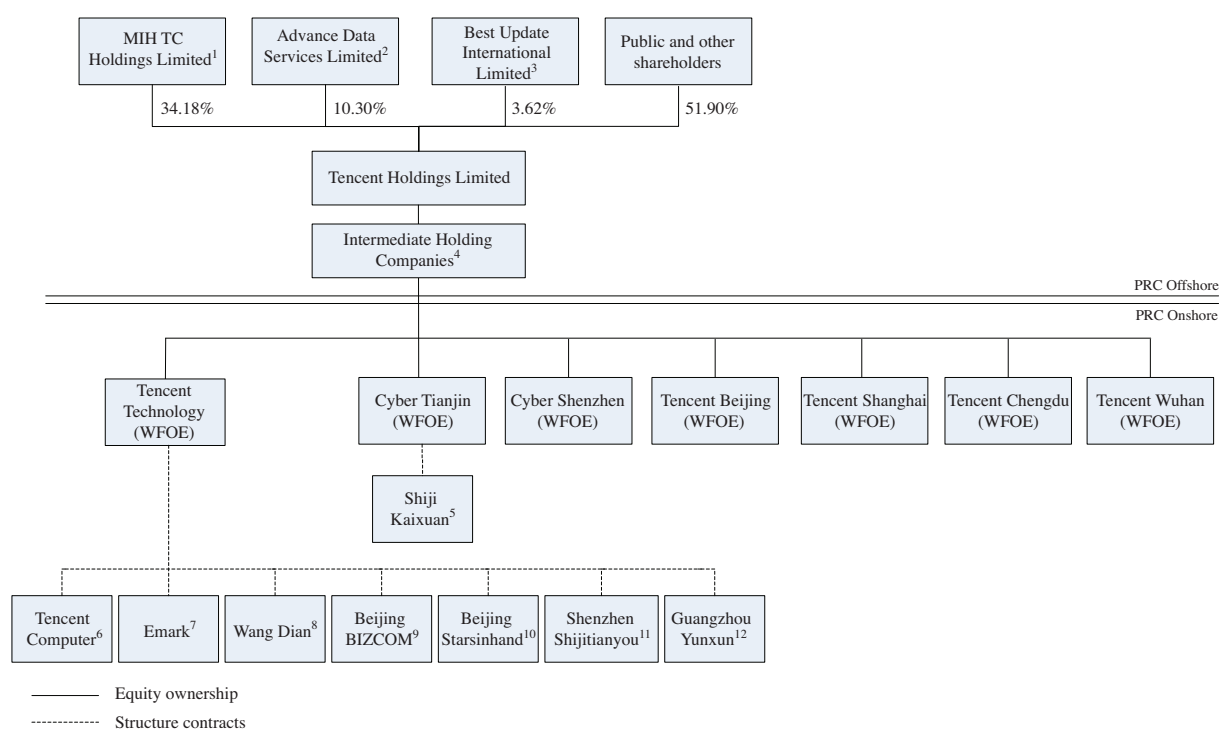 MIH TC
Holdings Limited1
Advance Data
Services Limited2
Best Update
International
Limited3
Public and other
shareholders
34.18%
10.30%
3.62%
51.90%
Tencent Holdings Limited
Intermediate Holding
Companies4
PRC Offshore
PRC Onshore
Tencent
Technology
(WFOE)
Cyber Tianjin
(WFOE)
Cyber Shenzhen
(WFOE)
Tencent Beijing
(WFOE)
Tencent Shanghai
(WFOE)
Tencent Chengdu
(WFOE)
Tencent Wuhan
(WFOE)
Shiji
Kaixuan5
Tencent
Computer6
Emark7
Wang Dian8
Beijing
BIZCOM9
Beijing
Starsinhand10
Shenzhen
Shijitianyou11
Guangzhou
Yunxun12
Equity ownership
Structure contracts